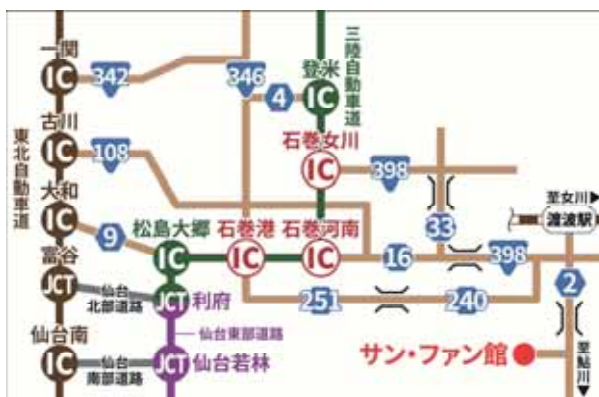 一関
IC
342
346
登米
IC
4
三陸自動車道
古川
IC
108
石巻女川
IC
398
東北自動車道
大和
IC
9
松島大郷
IC
石巻港
IC
石巻河南
IC
16
33
398
至女川▶
渡波駅
2
富谷
JCT
仙台
北部道路
JCT
利府
251
240
仙台東部道路
仙台南
IC
仙台
南部道路
JCT
仙台若林
サン・ファン館
至鮎川▼